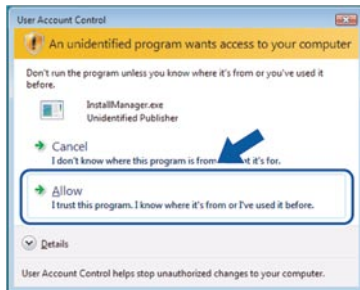 User Account Control
An unidentified program wants access to your computer
Don't run the program unless you know where it's from or you've used it
before.
InstallManager.exe
Unidentified Publisher
Cancel
I don't know where this program is from it's for.
Allow
I trust this program. I know where it's from or I've used it before.
Details
User Account Control helps stop unauthorized changes to your computer.